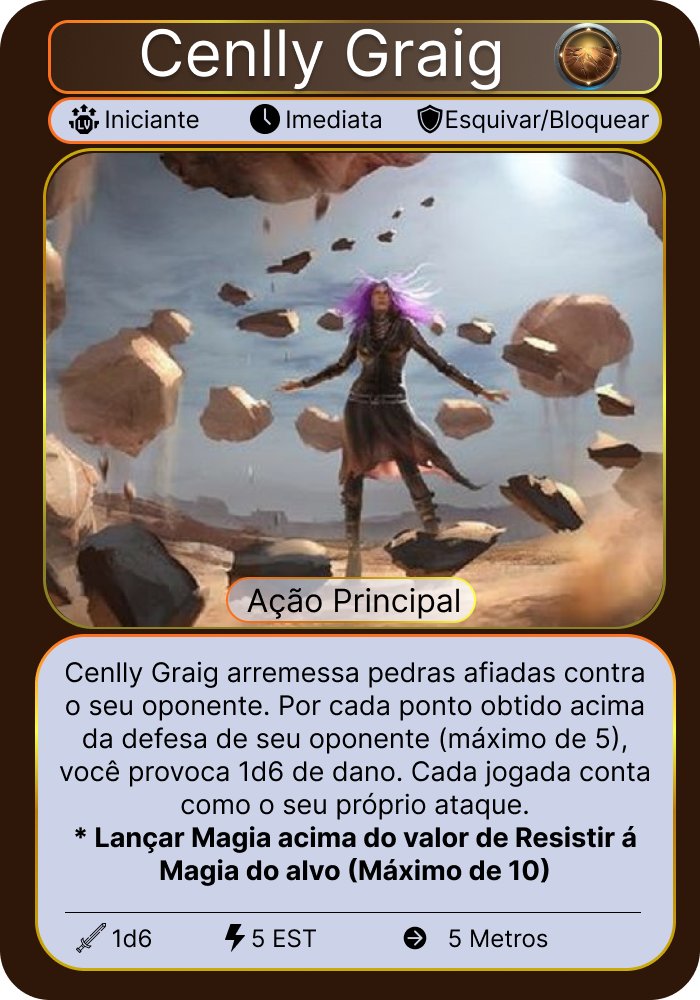 Cenlly Graig
LV Iniciante Imediata Esquivar/Bloquear
Ação Principal
Cenlly Graig arremessa pedras afiadas contra
o seu oponente. Por cada ponto obtido acima
da defesa de seu oponente (máximo de 5),
você provoca 1d6 de dano. Cada jogada conta
como o seu próprio ataque.
* Lançar Magia acima do valor de Resistir á
Magia do alvo (Máximo de 10)
1d6 5 EST 5 Metros